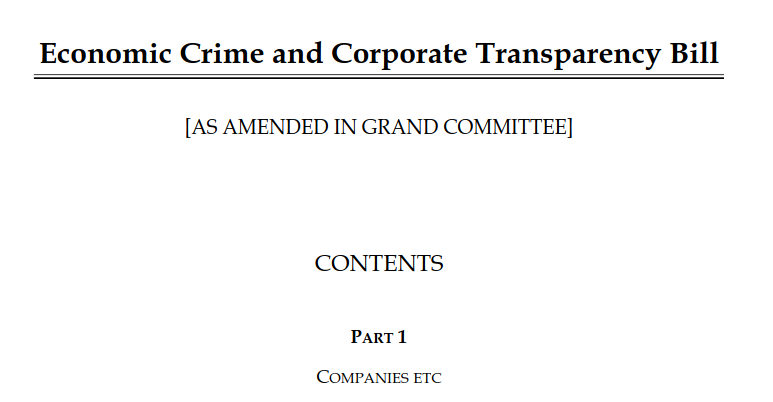 Economic Crime and Corporate Transparency Bill
[AS AMENDED IN GRAND COMMITTEE]
CONTENTS
PART 1
COMPANIES ETC